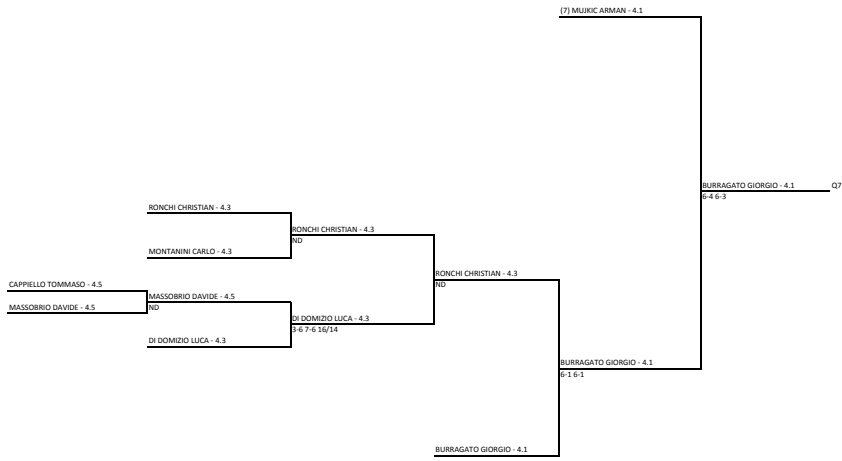 (7) MUJKIC ARMAN - 4.1
BURRAGATO GIORGIO - 4.1 Q7
6-4 6-3
RONCHI CHRISTIAN - 4.3
RONCHI CHRISTIAN - 4.3
ND
MONTANINI CARLO - 4.3
RONCHI CHRISTIAN - 4.3
ND
CAPPIELLO TOMMASO - 4.5
MASSOBRIO DAVIDE - 4.5
ND
MASSOBRIO DAVIDE - 4.5
DI DOMIZIO LUCA - 4.3
3-6 7-6 16/14
DI DOMIZIO LUCA - 4.3
BURRAGATO GIORGIO - 4.1
6-1 6-1
BURRAGATO GIORGIO - 4.1